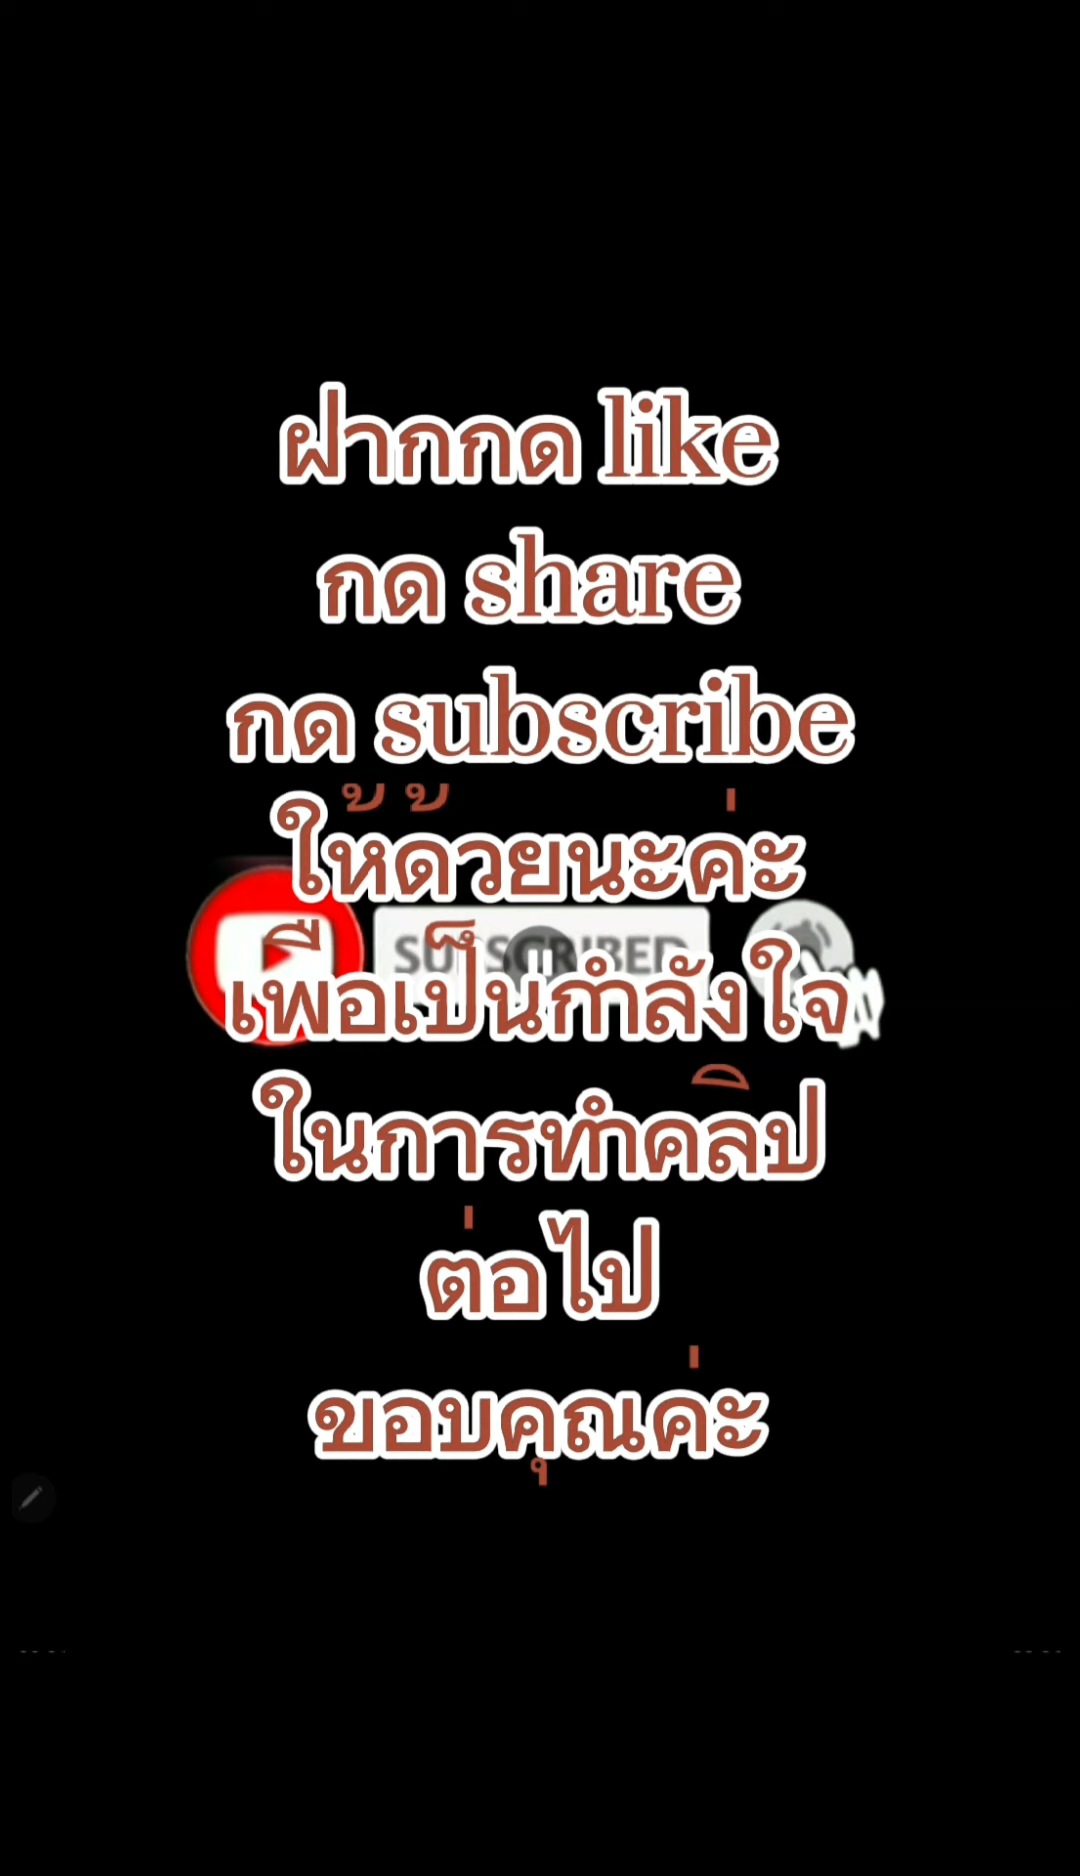 ฝากกด like
กด share
กด subscribe
ให้ด้วยนะค่ะ
SUBSCRIBED
เพื่อเป็นกำลังใจ
ในการทำคลิป
ต่อไป
ขอบคุณค่ะ